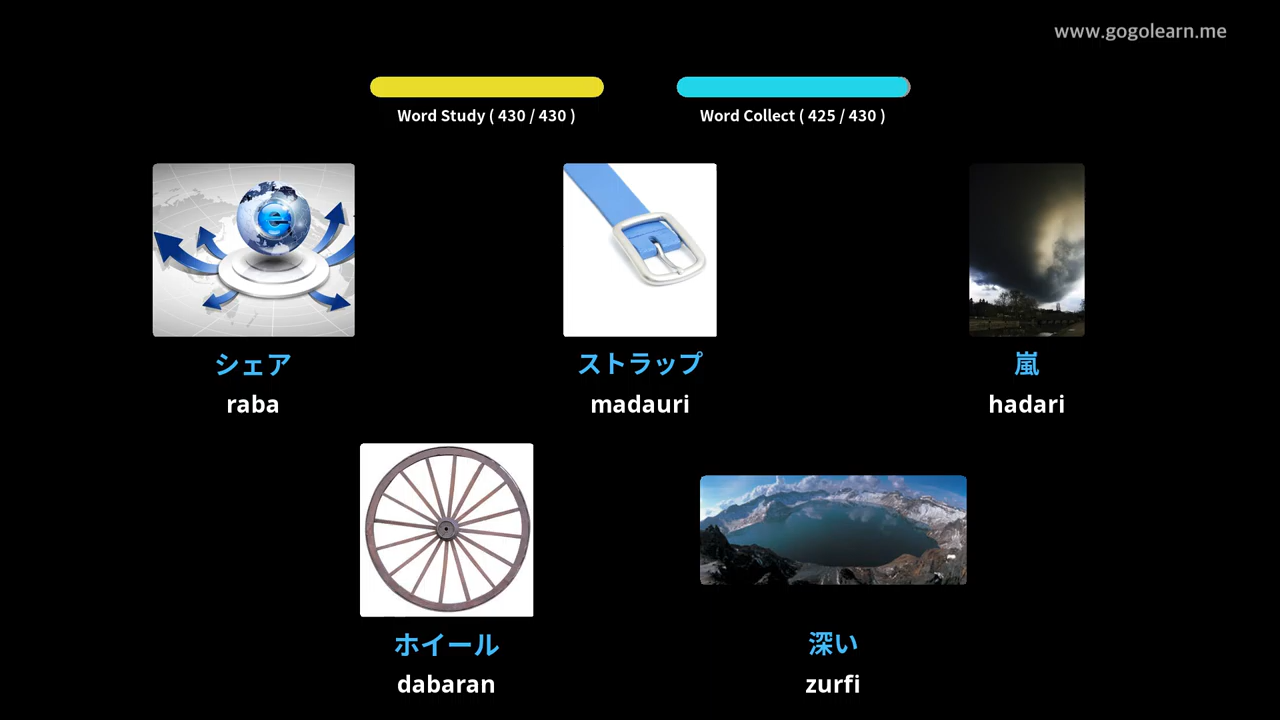 www.gogolearn.me
Word Study ( 430 / 430 )
Word Collect ( 425 / 430 )
e
シェア
raba
ストラップ
madauri
嵐
hadari
ホイール
dabaran
深い
zurfi